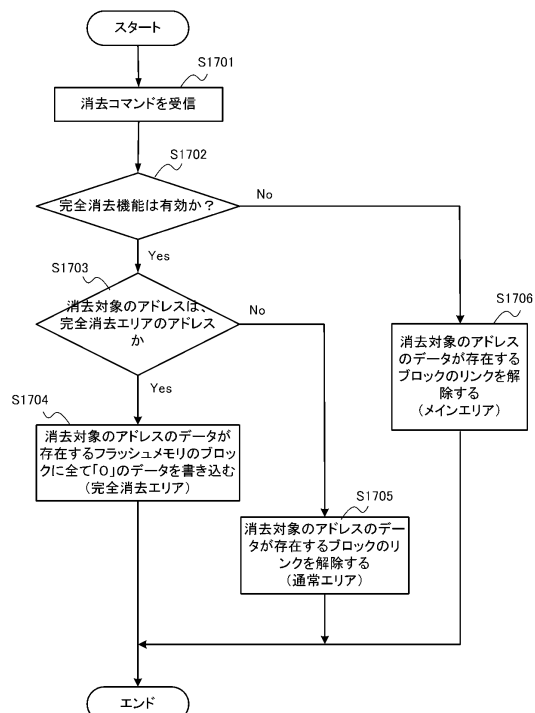 スタート
S1701
消去コマンドを受信
S1702
完全消去機能は有効か？
No
Yes
S1703
消去対象のアドレスは、
完全消去エリアのアドレス
か
No
Yes
S1706
消去対象のアドレス
のデータが存在する
ブロックのリンクを解
除する
（メインエリア）
S1704
消去対象のアドレスのデータが
存在するフラッシュメモリのブロッ
クに全て「0」のデータを書き込む
（完全消去エリア）
S1705
消去対象のアドレスのデー
タが存在するブロックのリ
ンクを解除する
（通常エリア）
エンド